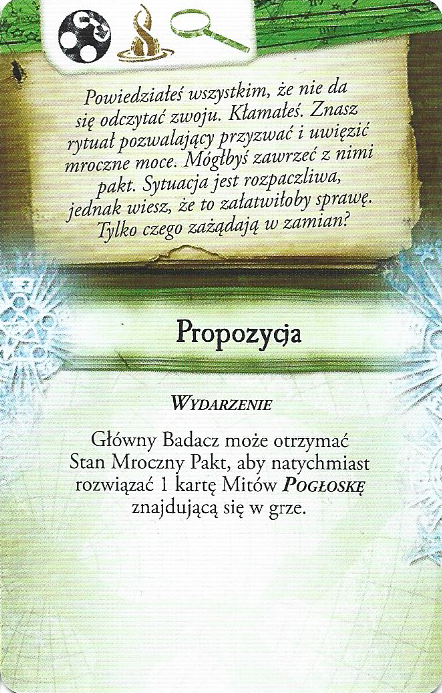 Powiedziałeś wszystkim, że nie da
się odczytać zwoju. Kłamałeś. Znasz
rytuał pozwalający przyzwać i uwięzić
mroczne moce. Mógłbyś zawrzeć z nimi
pakt. Sytuacja jest rozpaczliwa,
jednak wiesz, że to załatwiłoby sprawę.
Tylko czego zażądają w zamian?
Propozycja
WYDARZENIE
Główny Badacz może otrzymać
Stan Mroczny Pakt, aby natychmiast
rozwiązać 1 kartę Mitów POGŁOSKĘ
znajdującą się w grze.